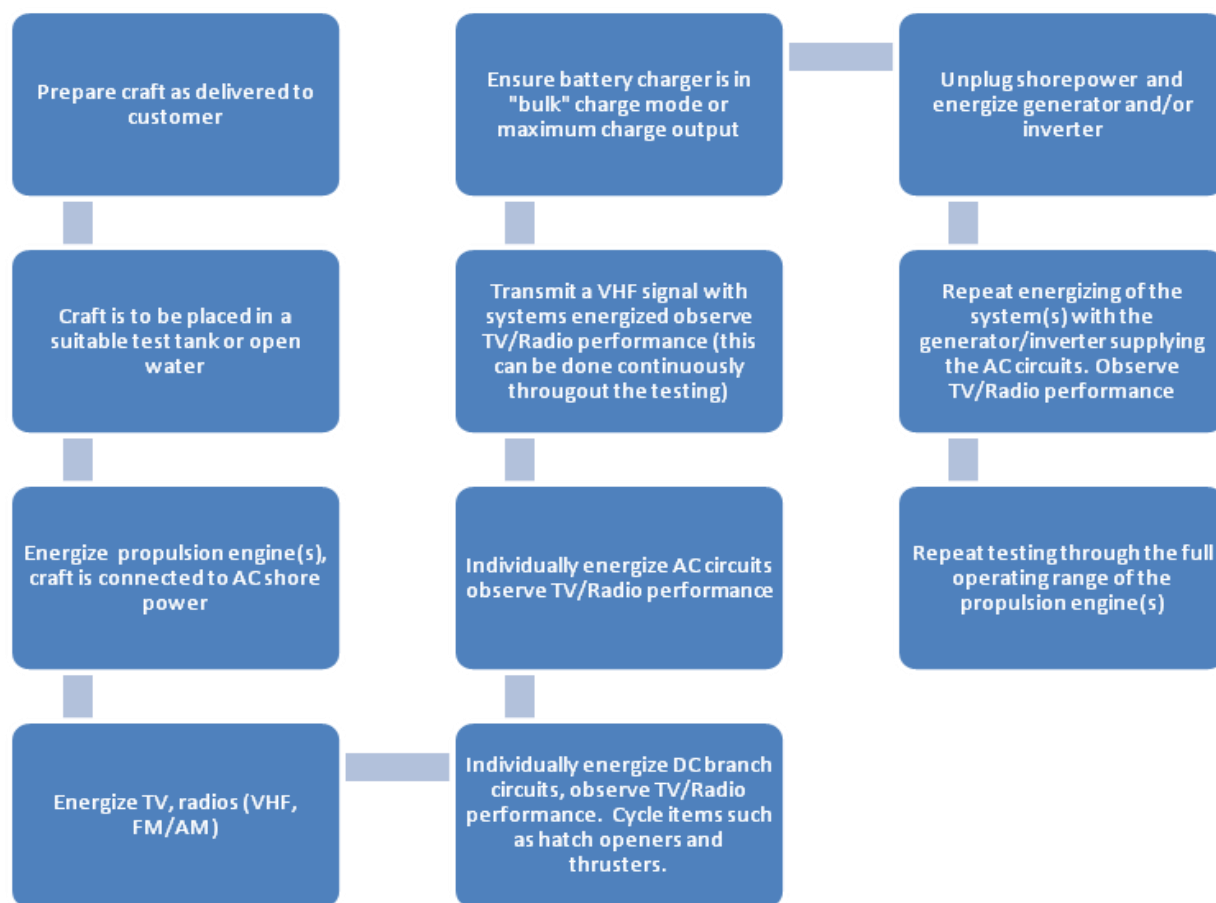 Prepare craft as delivered to
customer
Craft is to be placed in a
suitable test tank or open
water
Energize propulsion engine(s),
craft is connected to AC shore
power
Energize TV, radios (VHF,
FM/AM)
Individually energize DC branch
circuits, observe TV/Radio
performance. Cycle items such
as hatch openers and
thrusters.
Individually energize AC circuits
observe TV/Radio performance
Transmit a VHF signal with
systems energized observe
TV/Radio performance (this
can be done continuously
througout the testing)
Ensure battery charger is in
"bulk" charge mode or
maximum charge output
Unplug shorepower and
energize generator and/or
inverter
Repeat energizing of the
system(s) with the
generator/inverter supplying
the AC circuits. Observe
TV/Radio performance
Repeat testing through the full
operating range of the
propulsion engine(s)